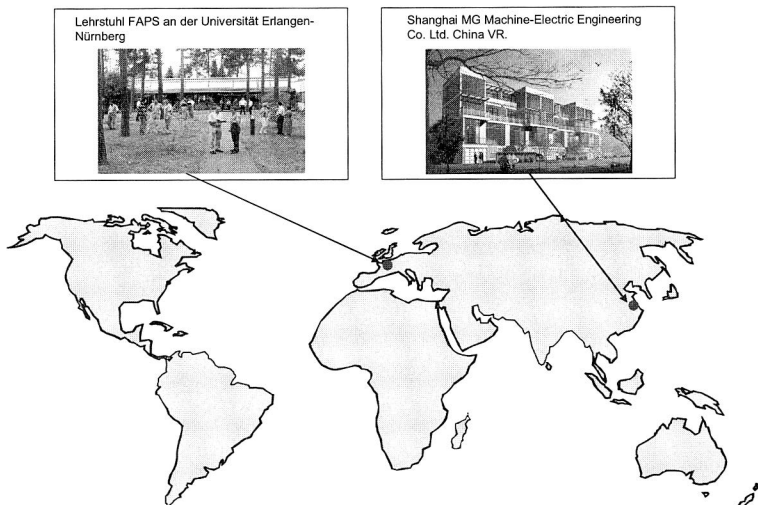 Lehrstuhl FAPS an der Universität Erlangen-
Nürnberg
Shanghai MG Machine-Electric Engineering
Co. Ltd. China VR.